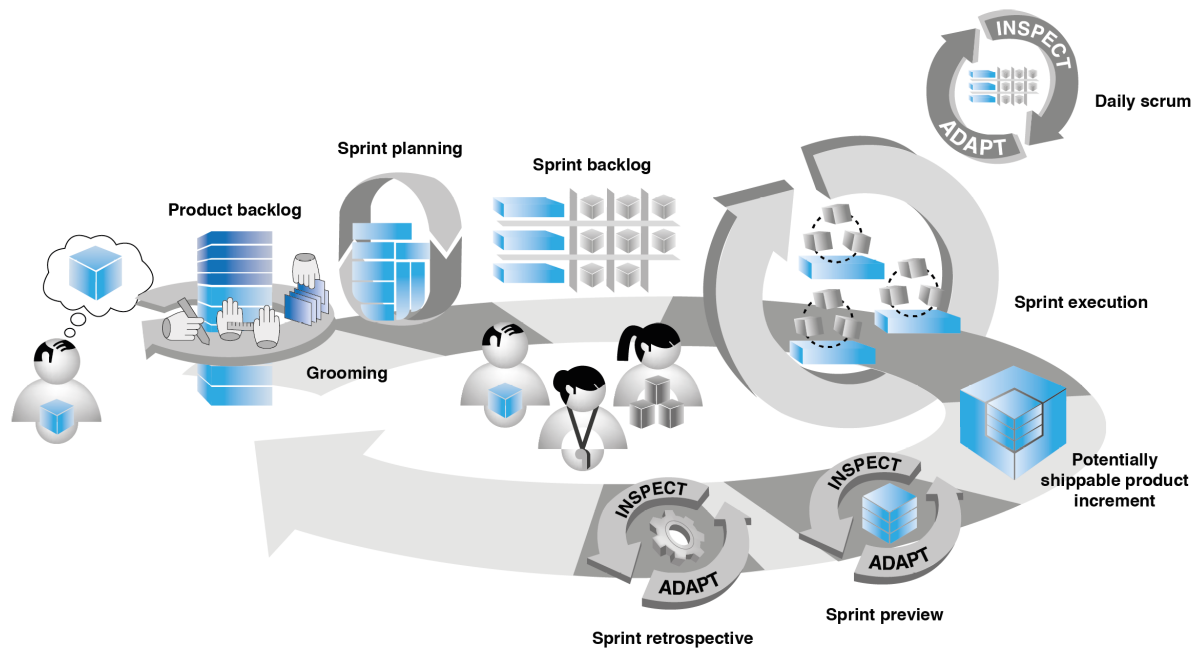 INSPECT
ADAPT
Daily scrum
Sprint planning
Sprint backlog
Product backlog
Sprint execution
Grooming
Potentially
shippable product
increment
INSPECT
ADAPT
Sprint preview
INSPECT
ADAPT
Sprint retrospective